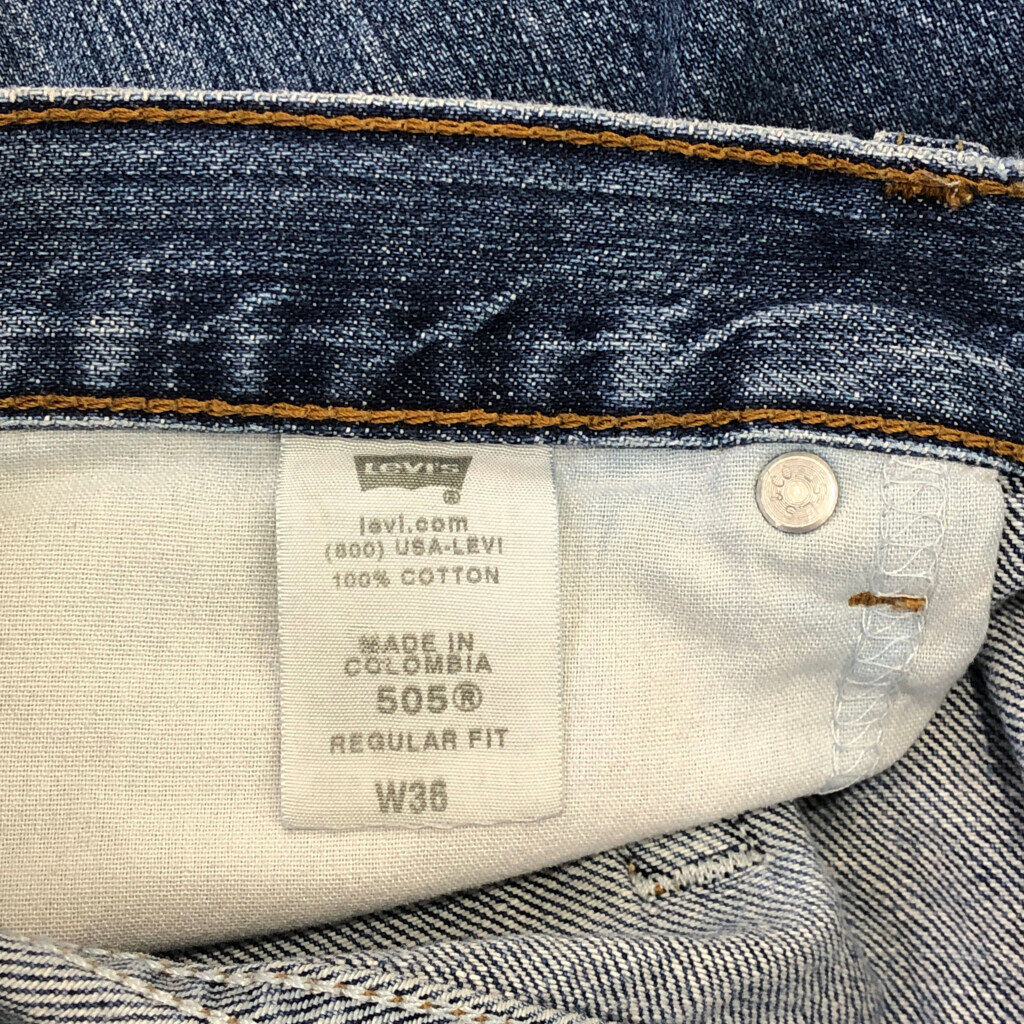 Levi's
®
levi.com
(800) USA-LEVI
100% COTTON
MADE IN
COLOMBIA
505®
REGULAR FIT
W36